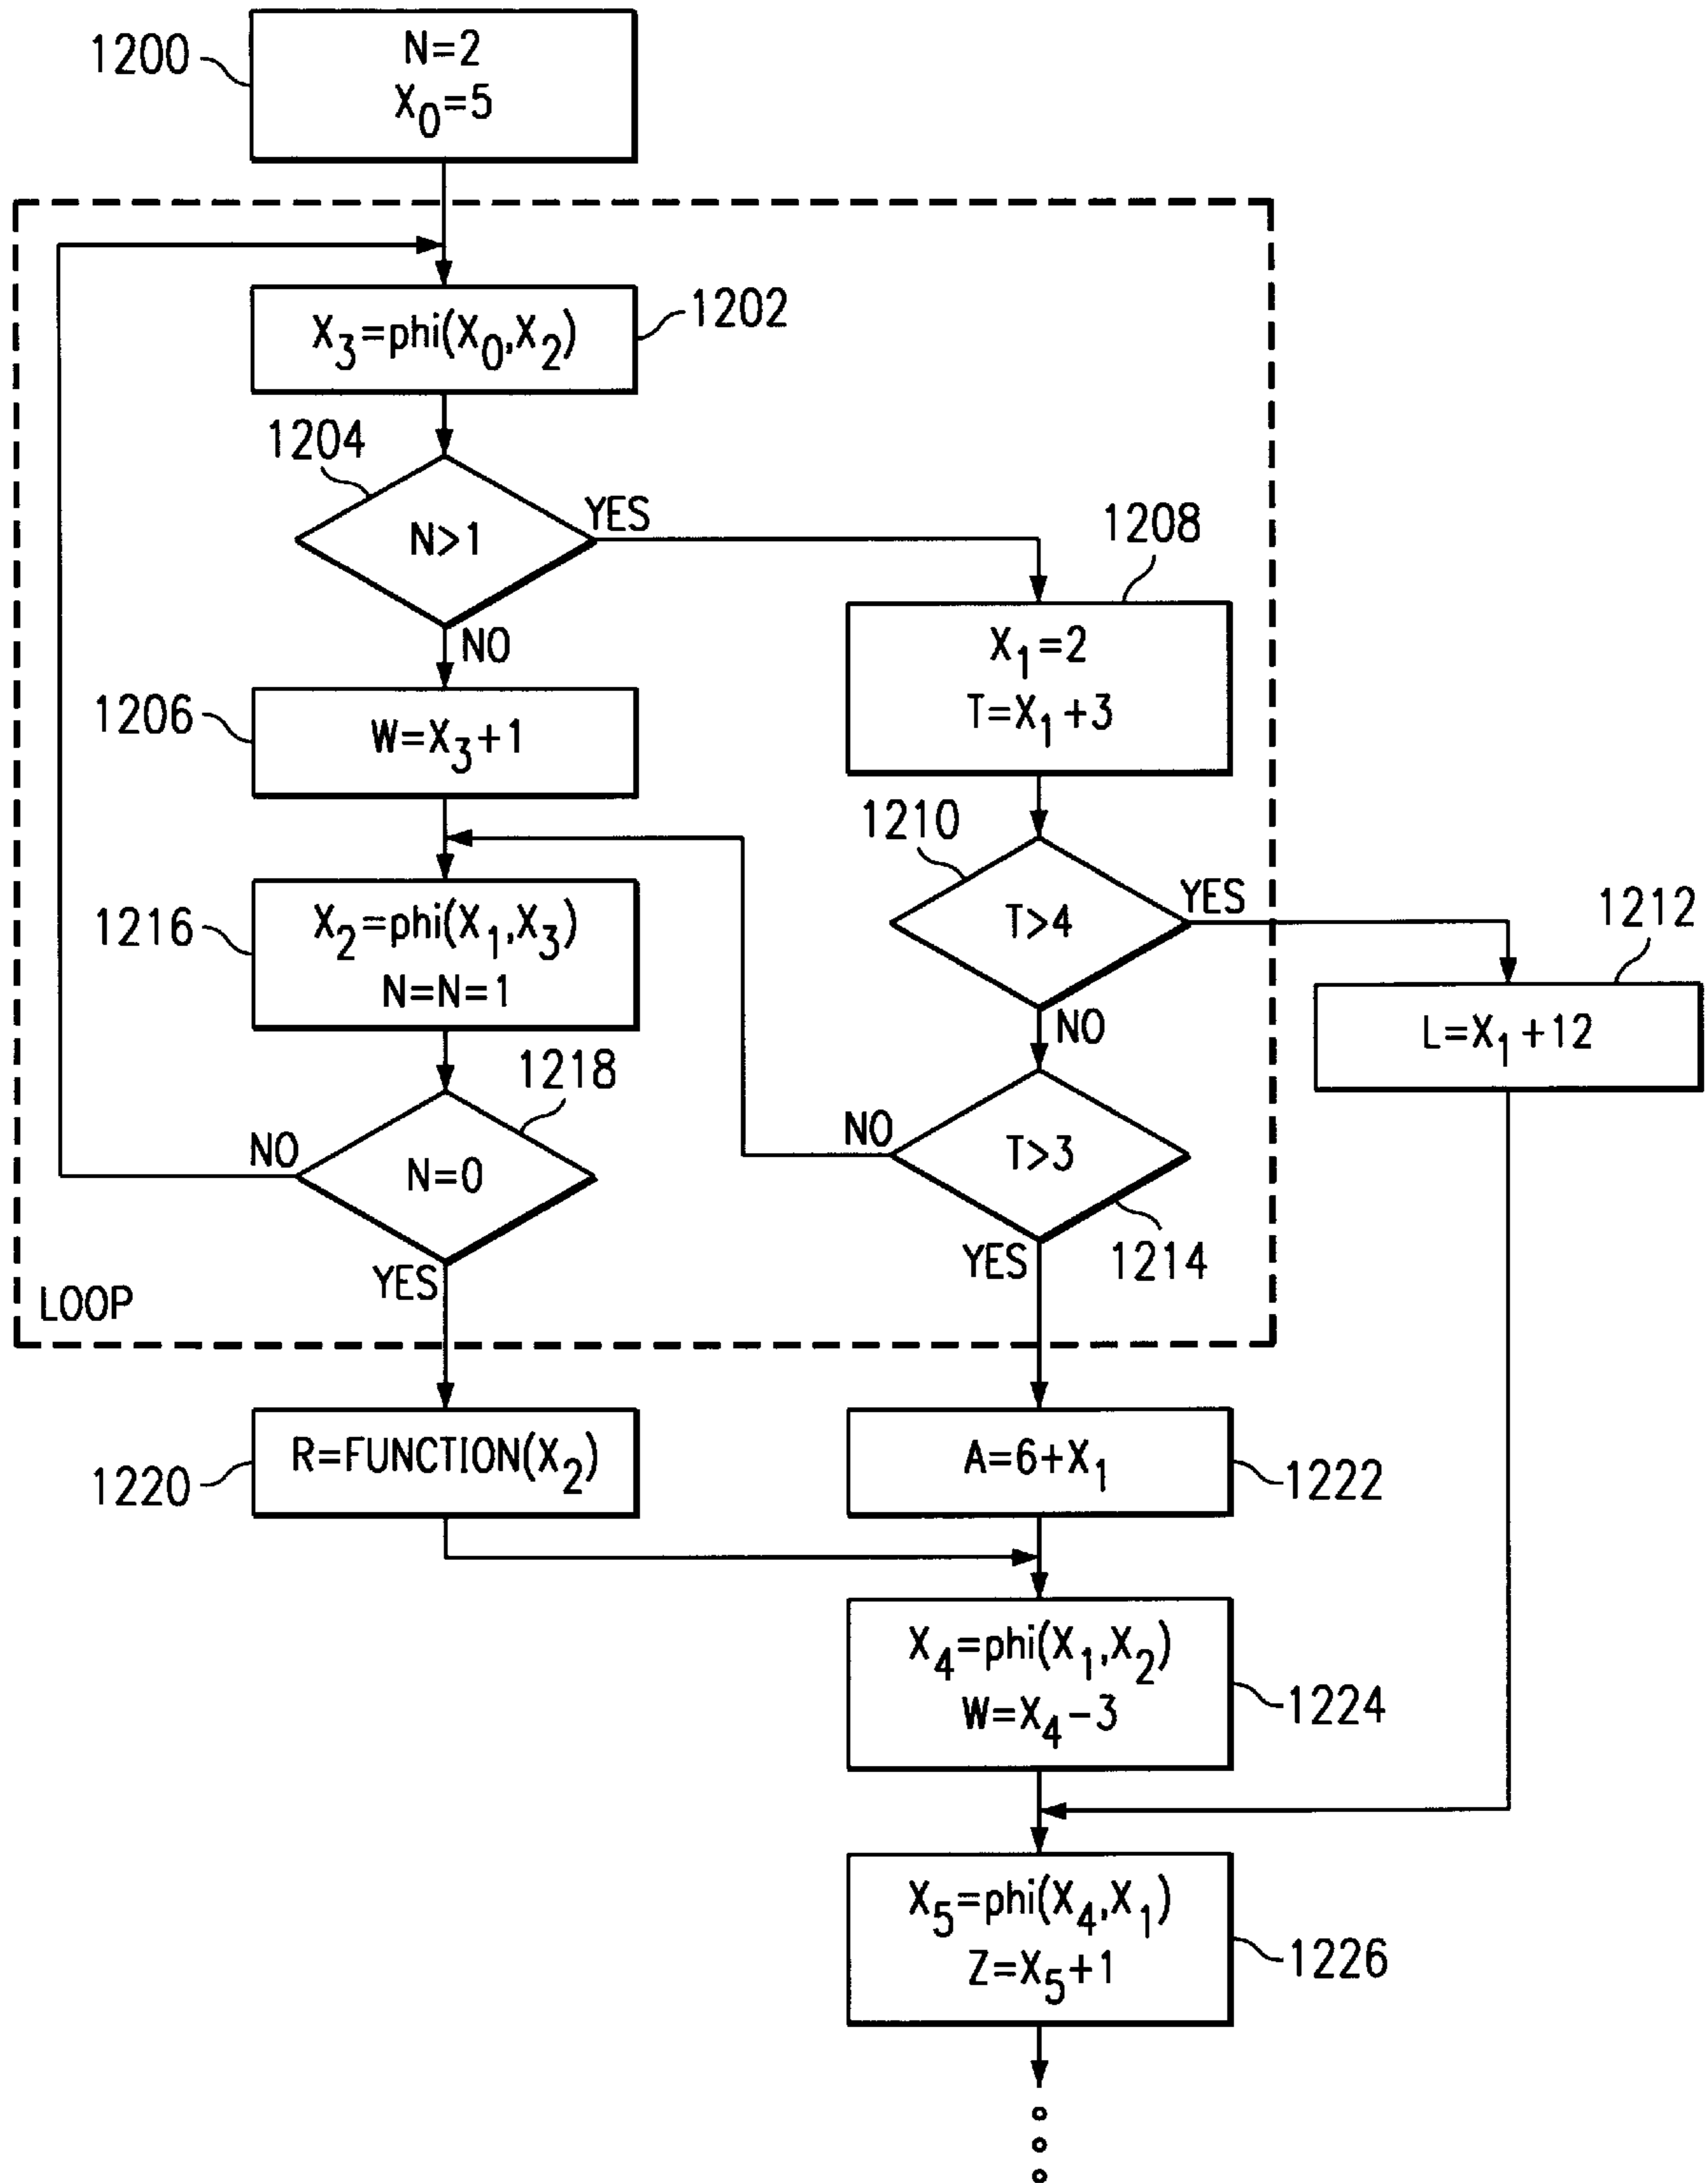 1200
N=2
X0=5
X3=phi(X0,X2)
1202
1204
N>1
YES
NO
1208
X1=2
T=X1+3
1206
W=X3+1
1210
T>4
YES
NO
1212
L=X1+12
1216
X2=phi(X1,X3)
N=N=1
1218
N=0
NO
YES
T>3
NO
YES
1214
LOOP
1220
R=FUNCTION(X2)
A=6+X1
1222
X4=phi(X1,X2)
W=X4-3
1224
X5=phi(X4,X1)
Z=X5+1
1226